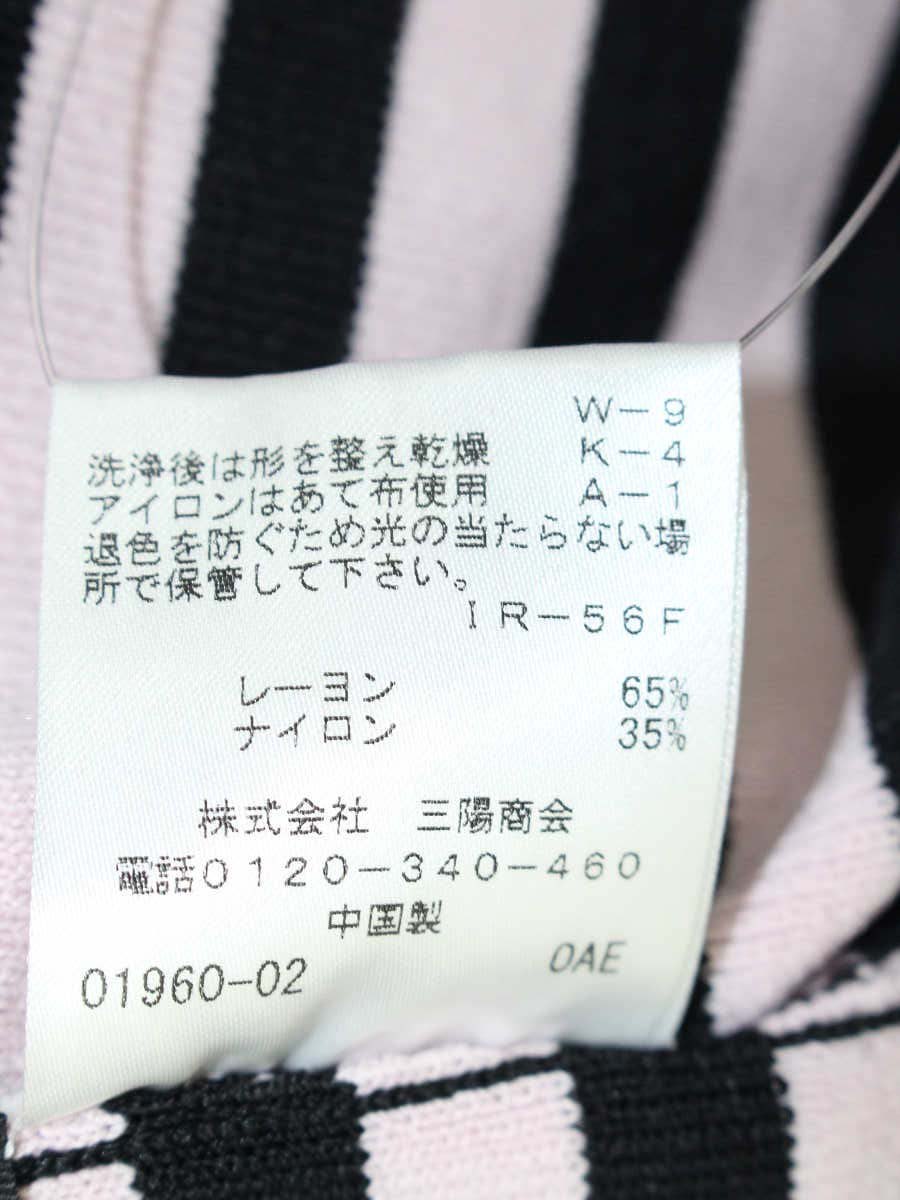 W－9
洗浄後は形を整え乾燥　K－4
アイロンはあて布使用　A－1
退色を防ぐため光の当たらない場
所で保管して下さい。
IR－56F
レーヨン　65%
ナイロン　35%
株式会社　三陽商会
電話0120－340－460
中国製
01960-02　OAE